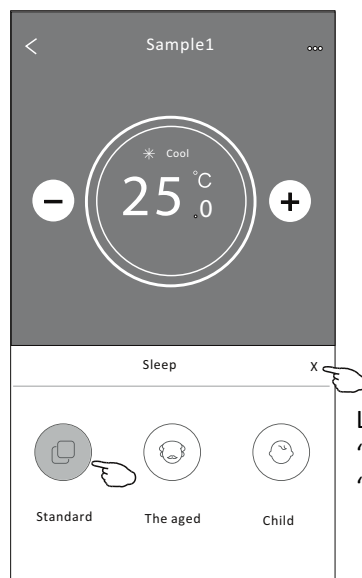 Sample1
Cool
25.0 °C
Sleep
X
Standard
The aged
Child